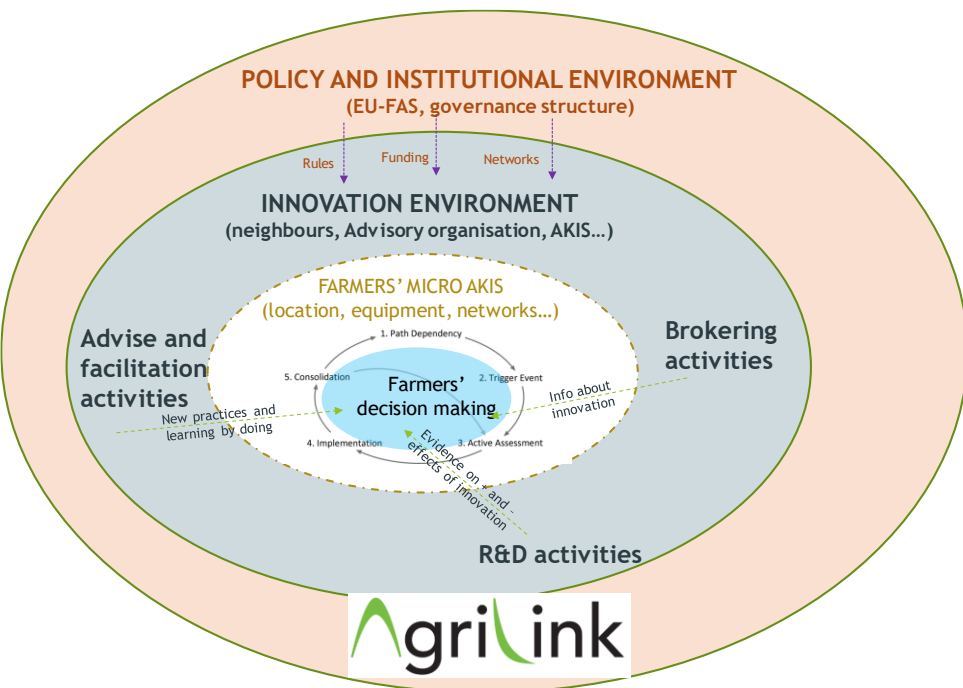 POLICY AND INSTITUTIONAL ENVIRONMENT
(EU-FAS, governance structure)
Rules
Funding
Networks
INNOVATION ENVIRONMENT
(neighbours, Advisory organisation, AKIS…)
FARMERS’ MICRO AKIS
(location, equipment, networks…)
1. Path Dependency
2. Trigger Event
3. Active Assessment
4. Implementation
5. Consolidation
Farmers’
decision making
Advise and
facilitation
activities
New practices and
learning by doing
Brokering
activities
Info about
innovation
Evidence on + and -
effects of innovation
R&D activities
AgriLink